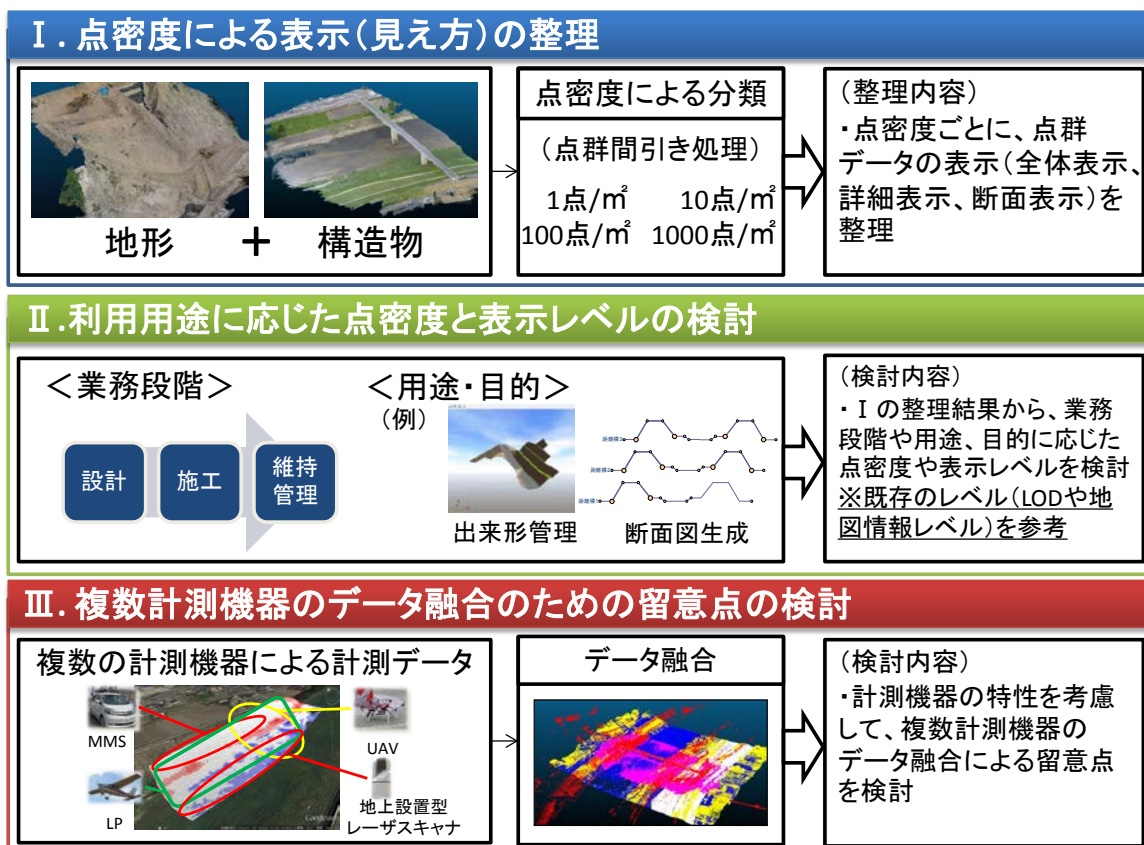 Ⅰ.点密度による表示(見え方)の整理
地形 + 構造物
点密度による分類
(点群間引き処理)
1点/㎡ 10点/㎡
100点/㎡ 1000点/㎡
(整理内容)
・点密度ごとに、点群
データの表示(全体表示、
詳細表示、断面表示)を
整理
Ⅱ.利用用途に応じた点密度と表示レベルの検討
<業務段階>
設計
施工
維持
管理
<用途・目的>
(例)
出来形管理
断面図生成
(検討内容)
・Ⅰの整理結果から、業務
段階や用途、目的に応じた
点密度や表示レベルを検討
※既存のレベル(LODや地
図情報レベル)を参考
Ⅲ.複数計測機器のデータ融合のための留意点の検討
複数の計測機器による計測データ
MMS
UAV
LP
地上設置型
レーザスキャナ
データ融合
(検討内容)
・計測機器の特性を考慮
して、複数計測機器の
データ融合による留意点
を検討